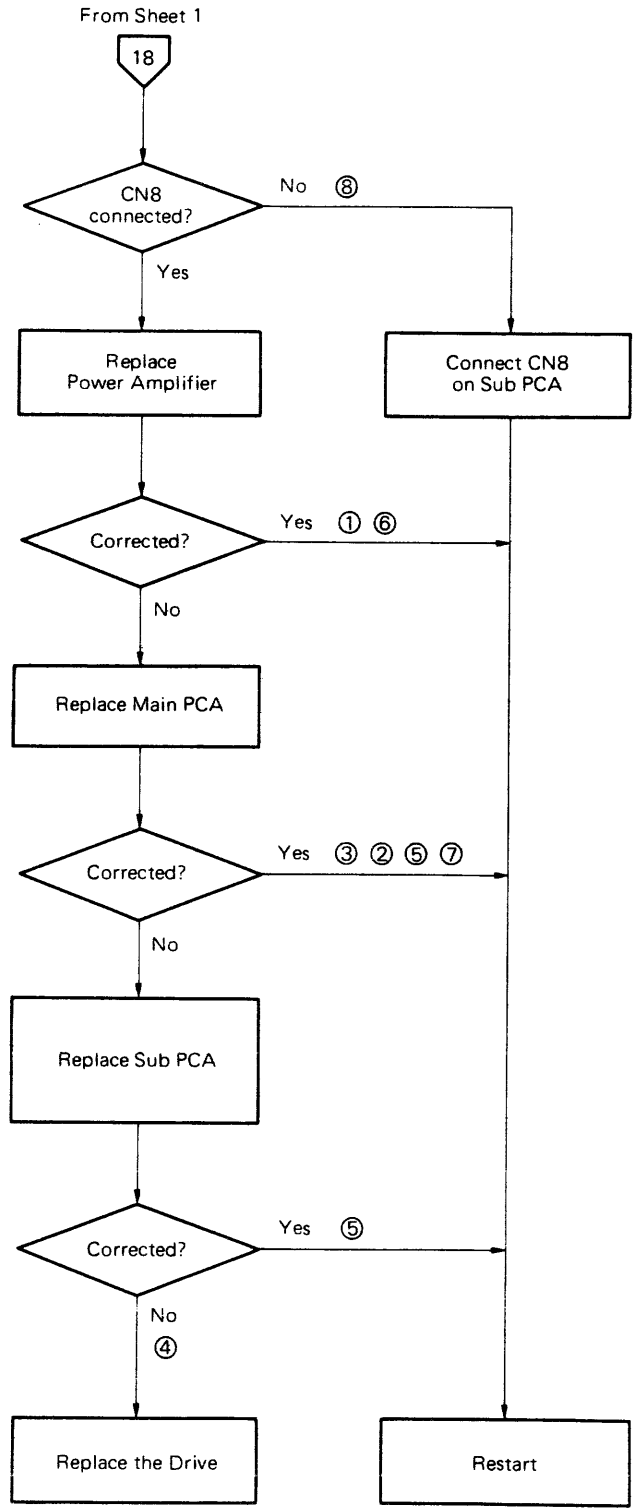 From Sheet 1
18
CN8
connected?
No ⑧
Yes
Replace
Power Amplifier
Connect CN8
on Sub PCA
Corrected?
Yes ① ⑥
No
Replace Main PCA
Corrected?
Yes ③ ② ⑤ ⑦
No
Replace Sub PCA
Corrected?
Yes ⑤
No
④
Replace the Drive
Restart